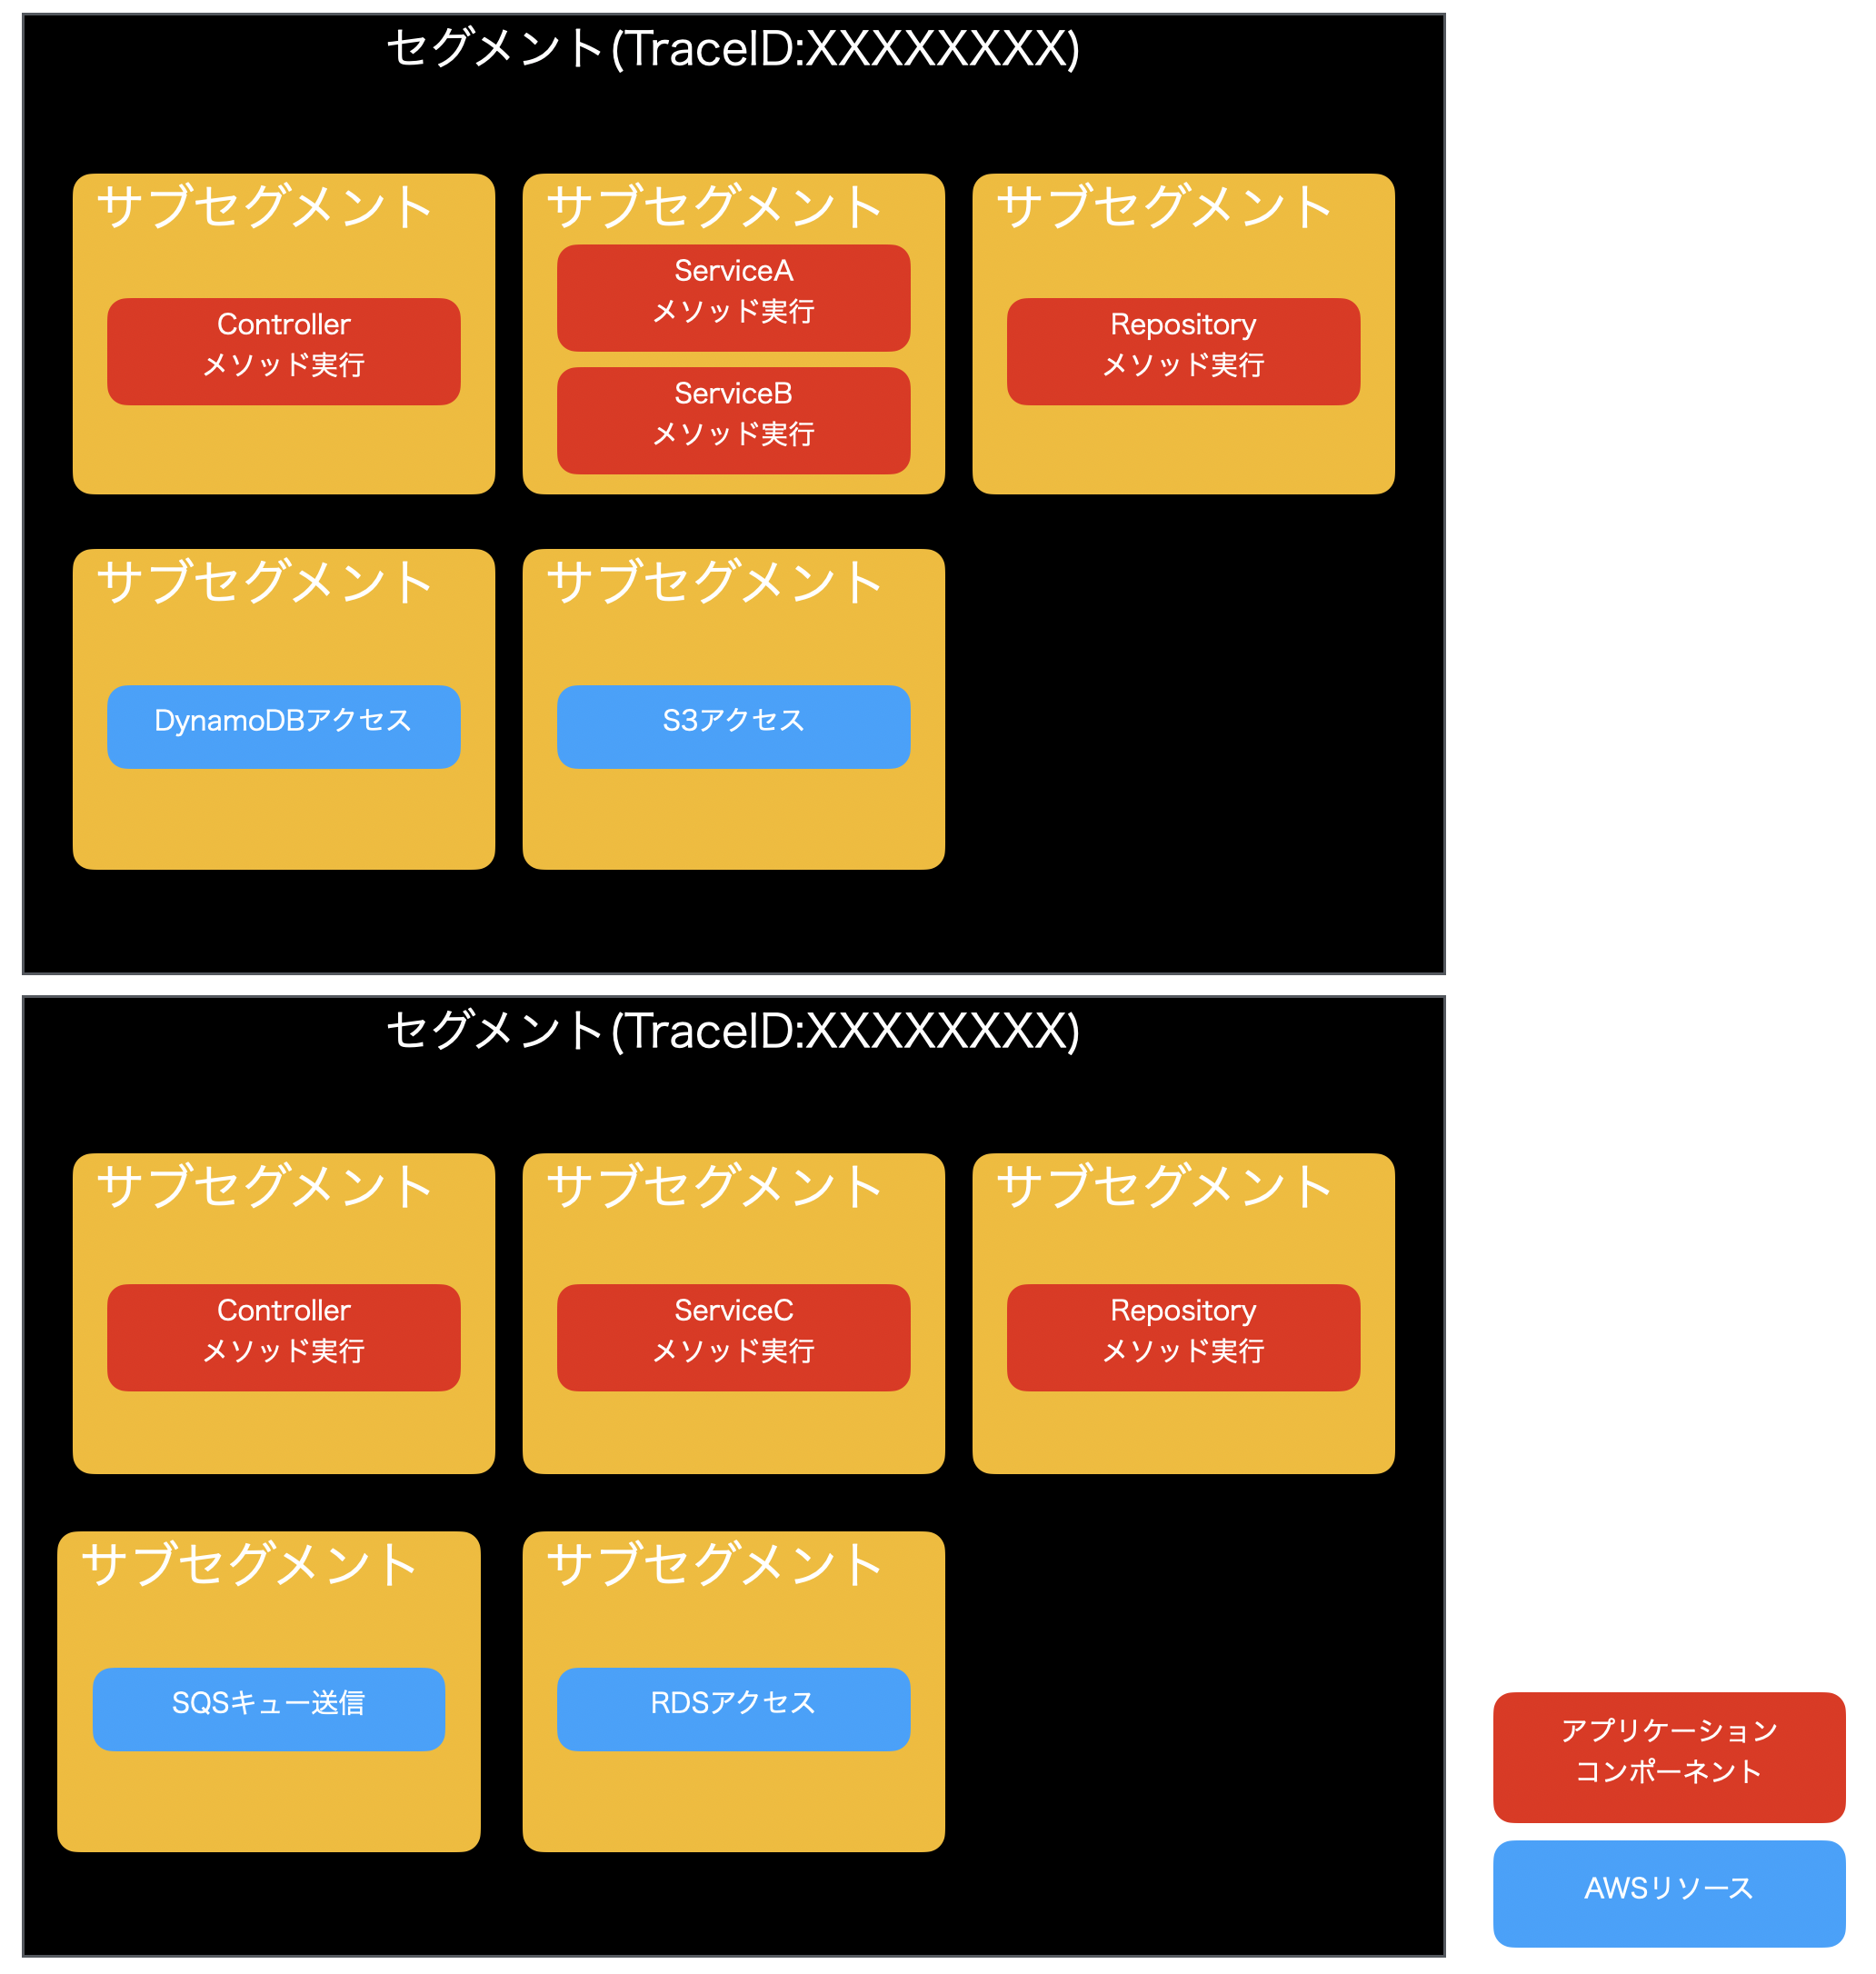 セグメント(TraceID:XXXXXXXX)
サブセグメント
Controller
メソッド実行
サブセグメント
ServiceA
メソッド実行
ServiceB
メソッド実行
サブセグメント
Repository
メソッド実行
サブセグメント
DynamoDBアクセス
サブセグメント
S3アクセス
セグメント(TraceID:XXXXXXXX)
サブセグメント
Controller
メソッド実行
サブセグメント
ServiceC
メソッド実行
サブセグメント
Repository
メソッド実行
サブセグメント
SQSキュー送信
サブセグメント
RDSアクセス
アプリケーション
コンポーネント
AWSリソース